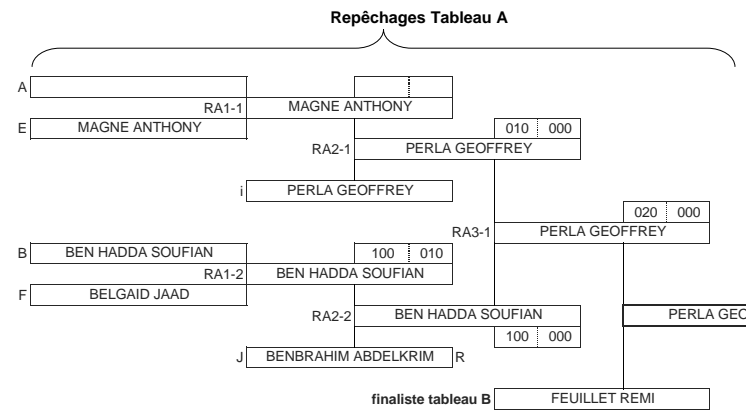 Repêchages Tableau A
A
RA1-1 MAGNE ANTHONY
E MAGNE ANTHONY
010 000
RA2-1 PERLA GEOFFREY
i PERLA GEOFFREY
020 000
RA3-1 PERLA GEOFFREY
B BEN HADDA SOUFIAN 100 010
RA1-2 BEN HADDA SOUFIAN
F BELGAID JAAD
RA2-2 BEN HADDA SOUFIAN PERLA GEO
100 000
J BENBRAHIM ABDELKRIM R
finaliste tableau B FEUILLET REMI